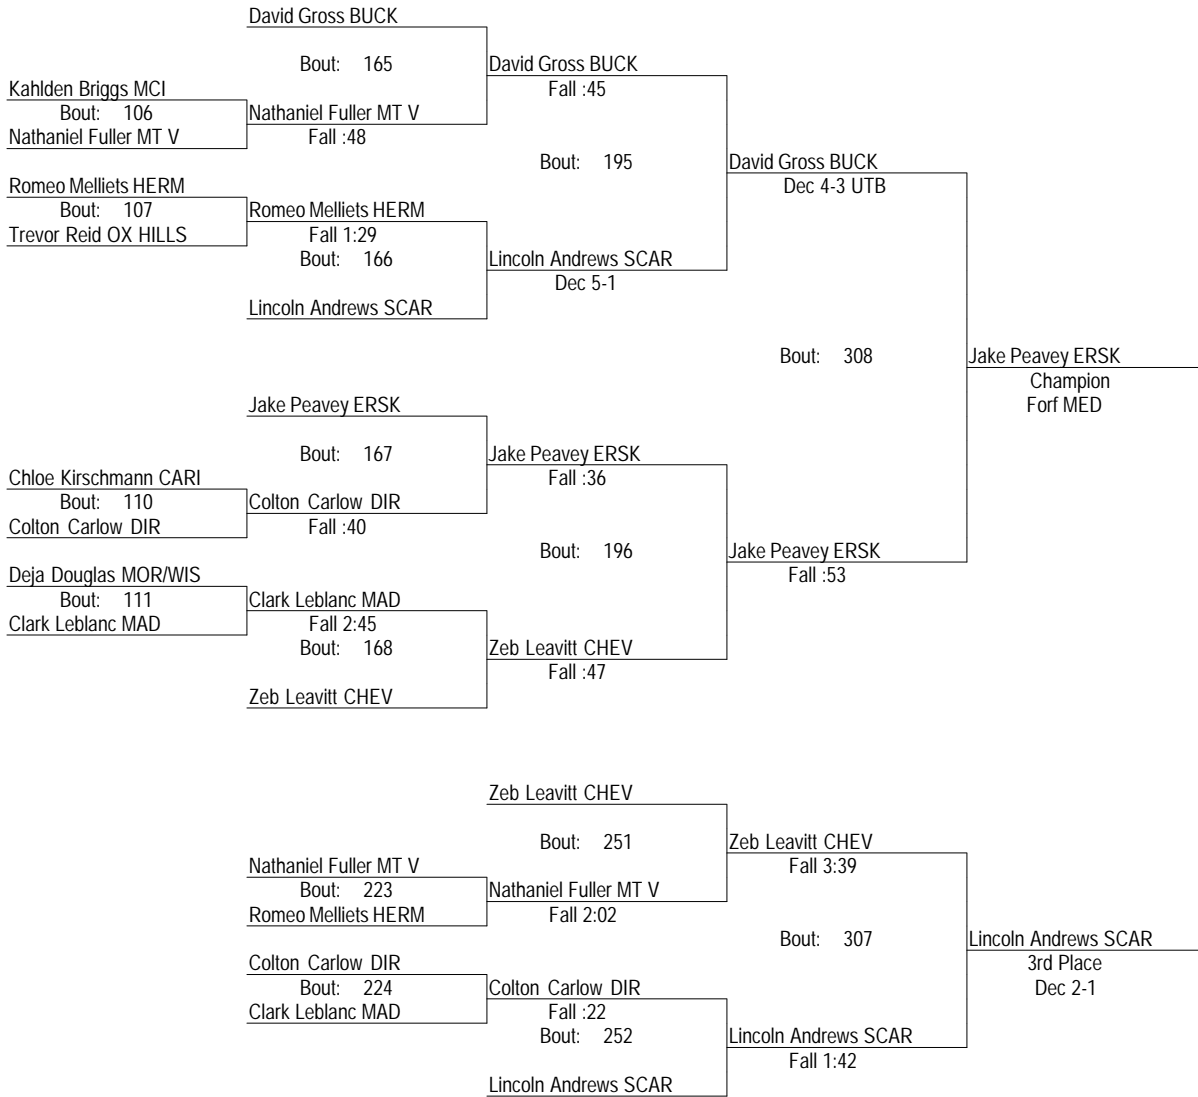 David Gross BUCK
Bout: 165
David Gross BUCK
Fall :45
Kahlden Briggs MCI
Bout: 106
Nathaniel Fuller MT V
Nathaniel Fuller MT V
Fall :48
Bout: 195
David Gross BUCK
Dec 4-3 UTB
Romeo Melliets HERM
Bout: 107
Trevor Reid OX HILLS
Romeo Melliets HERM
Fall 1:29
Bout: 166
Lincoln Andrews SCAR
Dec 5-1
Lincoln Andrews SCAR
Bout: 308
Jake Peavey ERSK
Champion
Forf MED
Jake Peavey ERSK
Bout: 167
Jake Peavey ERSK
Fall :36
Chloe Kirschmann CARI
Bout: 110
Colton Carlow DIR
Colton Carlow DIR
Fall :40
Bout: 196
Jake Peavey ERSK
Fall :53
Deja Douglas MOR/WIS
Bout: 111
Clark Leblanc MAD
Clark Leblanc MAD
Fall 2:45
Bout: 168
Zeb Leavitt CHEV
Fall :47
Zeb Leavitt CHEV
Zeb Leavitt CHEV
Bout: 251
Zeb Leavitt CHEV
Fall 3:39
Nathaniel Fuller MT V
Bout: 223
Romeo Melliets HERM
Nathaniel Fuller MT V
Fall 2:02
Bout: 307
Lincoln Andrews SCAR
3rd Place
Dec 2-1
Colton Carlow DIR
Bout: 224
Clark Leblanc MAD
Colton Carlow DIR
Fall :22
Bout: 252
Lincoln Andrews SCAR
Fall 1:42
Lincoln Andrews SCAR